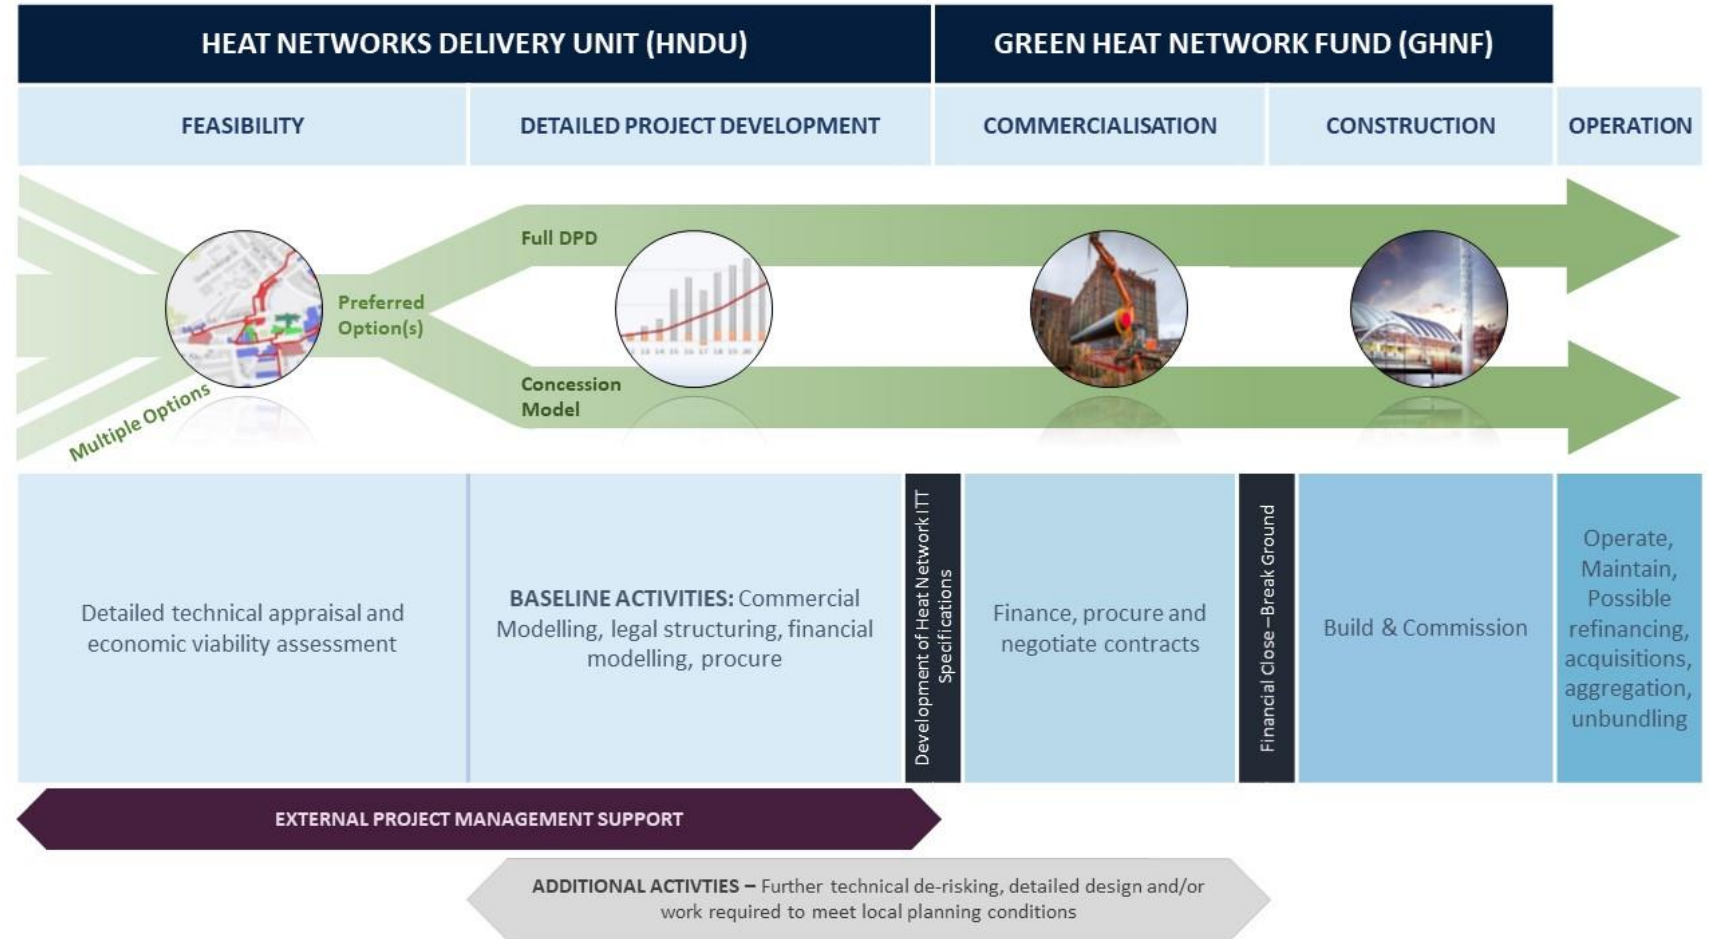 HEAT NETWORKS DELIVERY UNIT (HNDU)
GREEN HEAT NETWORK FUND (GHNF)
FEASIBILITY
DETAILED PROJECT DEVELOPMENT
COMMERCIALISATION
CONSTRUCTION
OPERATION
Multiple Options
Preferred
Option(s)
Full DPD
Concession
Model
Detailed technical appraisal and
economic viability assessment
BASELINE ACTIVITIES: Commercial
Modelling, legal structuring, financial
modelling, procure
Development of Heat Network ITT
Specifications
Finance, procure and
negotiate contracts
Financial Close – Break Ground
Build & Commission
Operate,
Maintain,
Possible
refinancing,
acquisitions,
aggregation,
unbundling
EXTERNAL PROJECT MANAGEMENT SUPPORT
ADDITIONAL ACTIVTIES – Further technical de-risking, detailed design and/or
work required to meet local planning conditions